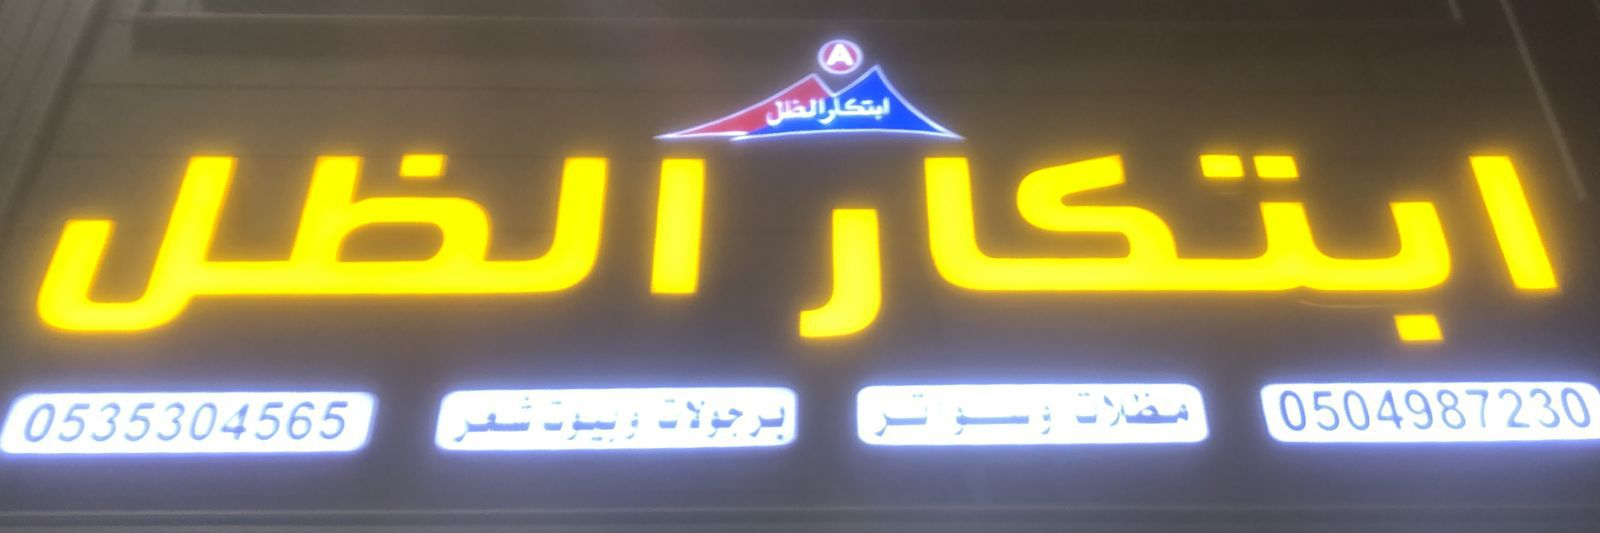 A
ابتكار الظل
ابتكار الظل
0504987230
مظلات وسواتر
برجولات وبيوت شعر
0535304565